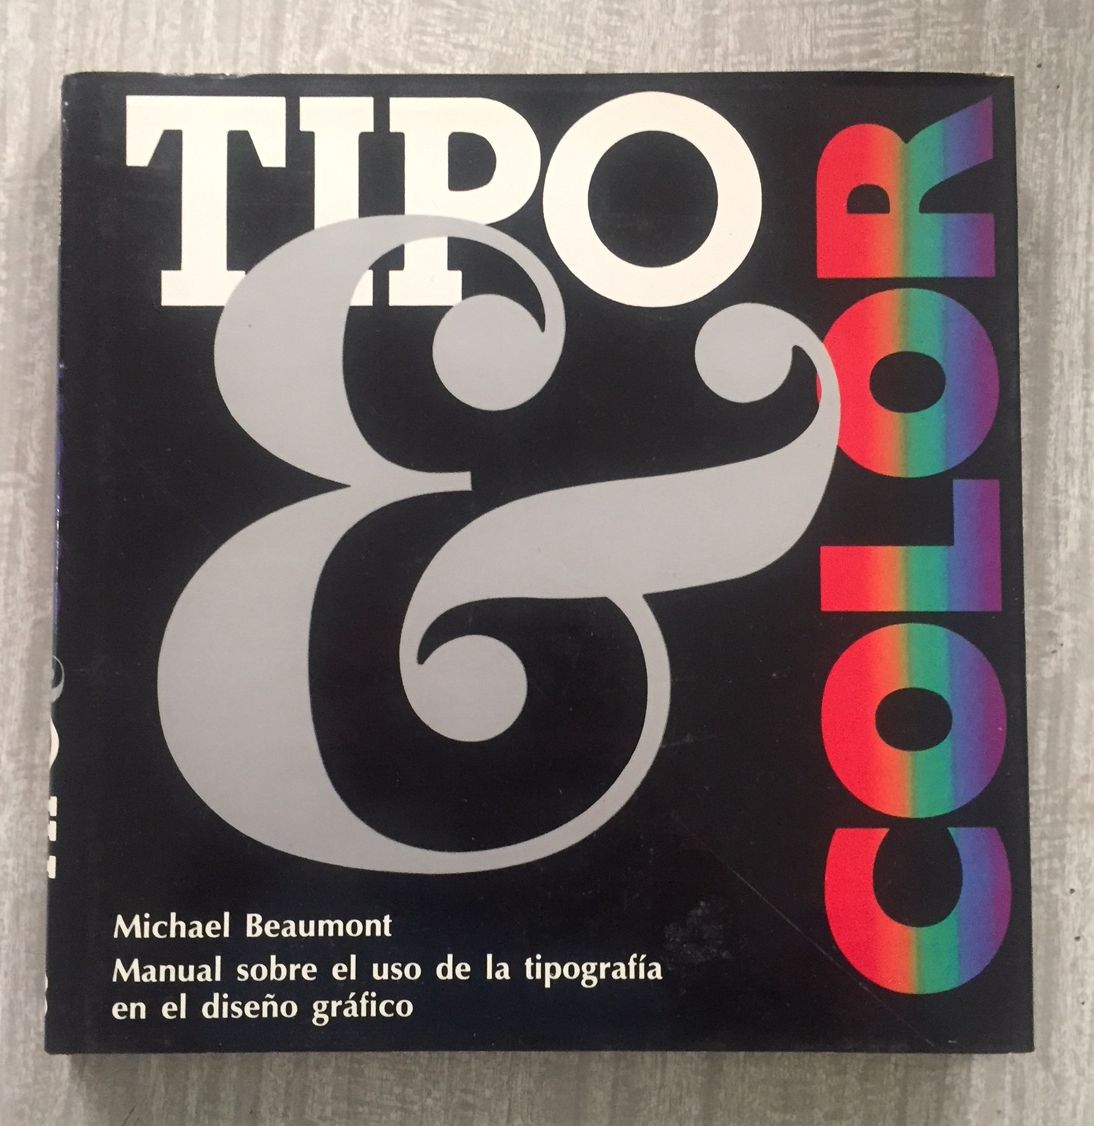 TIPO
&
COLOR
Michael Beaumont
Manual sobre el uso de la tipografía
en el diseño gráfico